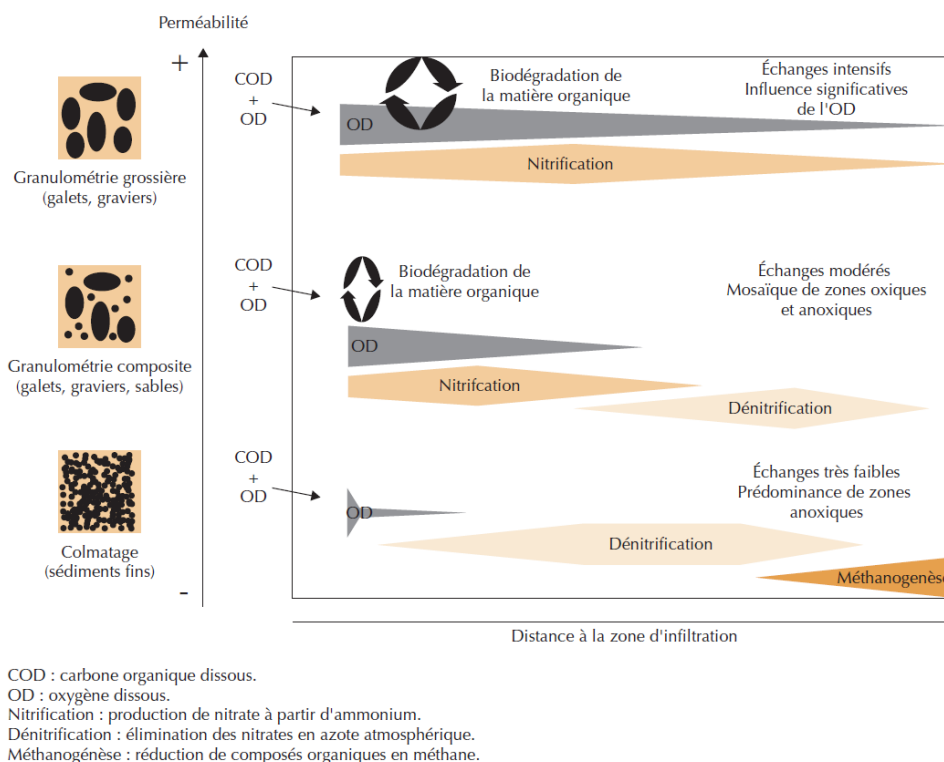 Perméabilité
+
COD
+
OD
Biodégradation de
la matière organique
Échanges intensifs
Influence significatives
de l'OD
OD
Nitrification
Granulométrie grossière
(galets, graviers)
COD
+
OD
Biodégradation de
la matière organique
Échanges modérés
Mosaïque de zones oxiques
et anoxiques
OD
Nitrifcation
Granulométrie composite
(galets, graviers, sables)
Dénitrification
COD
+
OD
Échanges très faibles
Prédominance de zones
anoxiques
OD
Dénitrification
Colmatage
(sédiments fins)
Méthanogenèse
-
Distance à la zone d'infiltration
COD : carbone organique dissous.
OD : oxygène dissous.
Nitrification : production de nitrate à partir d'ammonium.
Dénitrification : élimination des nitrates en azote atmosphérique.
Méthanogénèse : réduction de composés organiques en méthane.